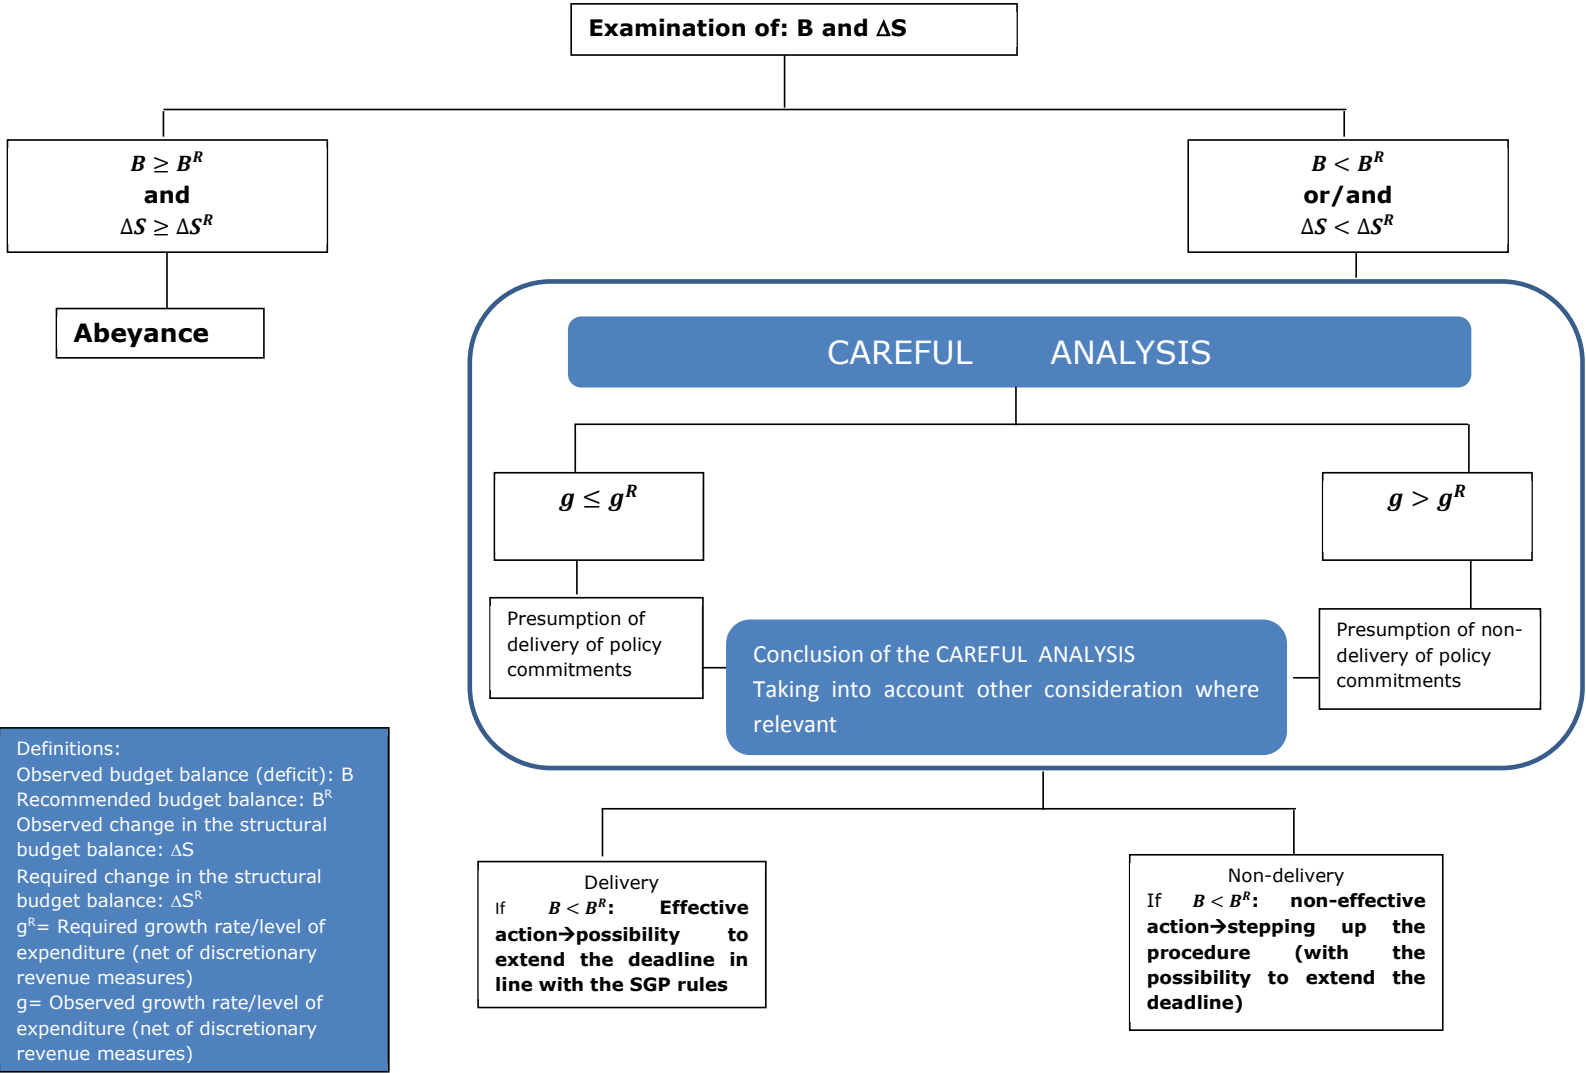 Examination of: B and ΔS
B ≥ B^R
and
ΔS ≥ ΔS^R
B < B^R
or/and
ΔS < ΔS^R
Abeyance
CAREFUL ANALYSIS
g ≤ g^R
g > g^R
Presumption of
delivery of policy
commitments
Conclusion of the CAREFUL ANALYSIS
Taking into account other consideration where
relevant
Presumption of non-
delivery of policy
commitments
Definitions:
Observed budget balance (deficit): B
Recommended budget balance: B^R
Observed change in the structural
budget balance: ΔS
Required change in the structural
budget balance: ΔS^R
g^R= Required growth rate/level of
expenditure (net of discretionary
revenue measures)
g= Observed growth rate/level of
expenditure (net of discretionary
revenue measures)
Delivery
If B < B^R: Effective
action→possibility to
extend the deadline in
line with the SGP rules
Non-delivery
If B < B^R: non-effective
action→stepping up the
procedure (with the
possibility to extend the
deadline)